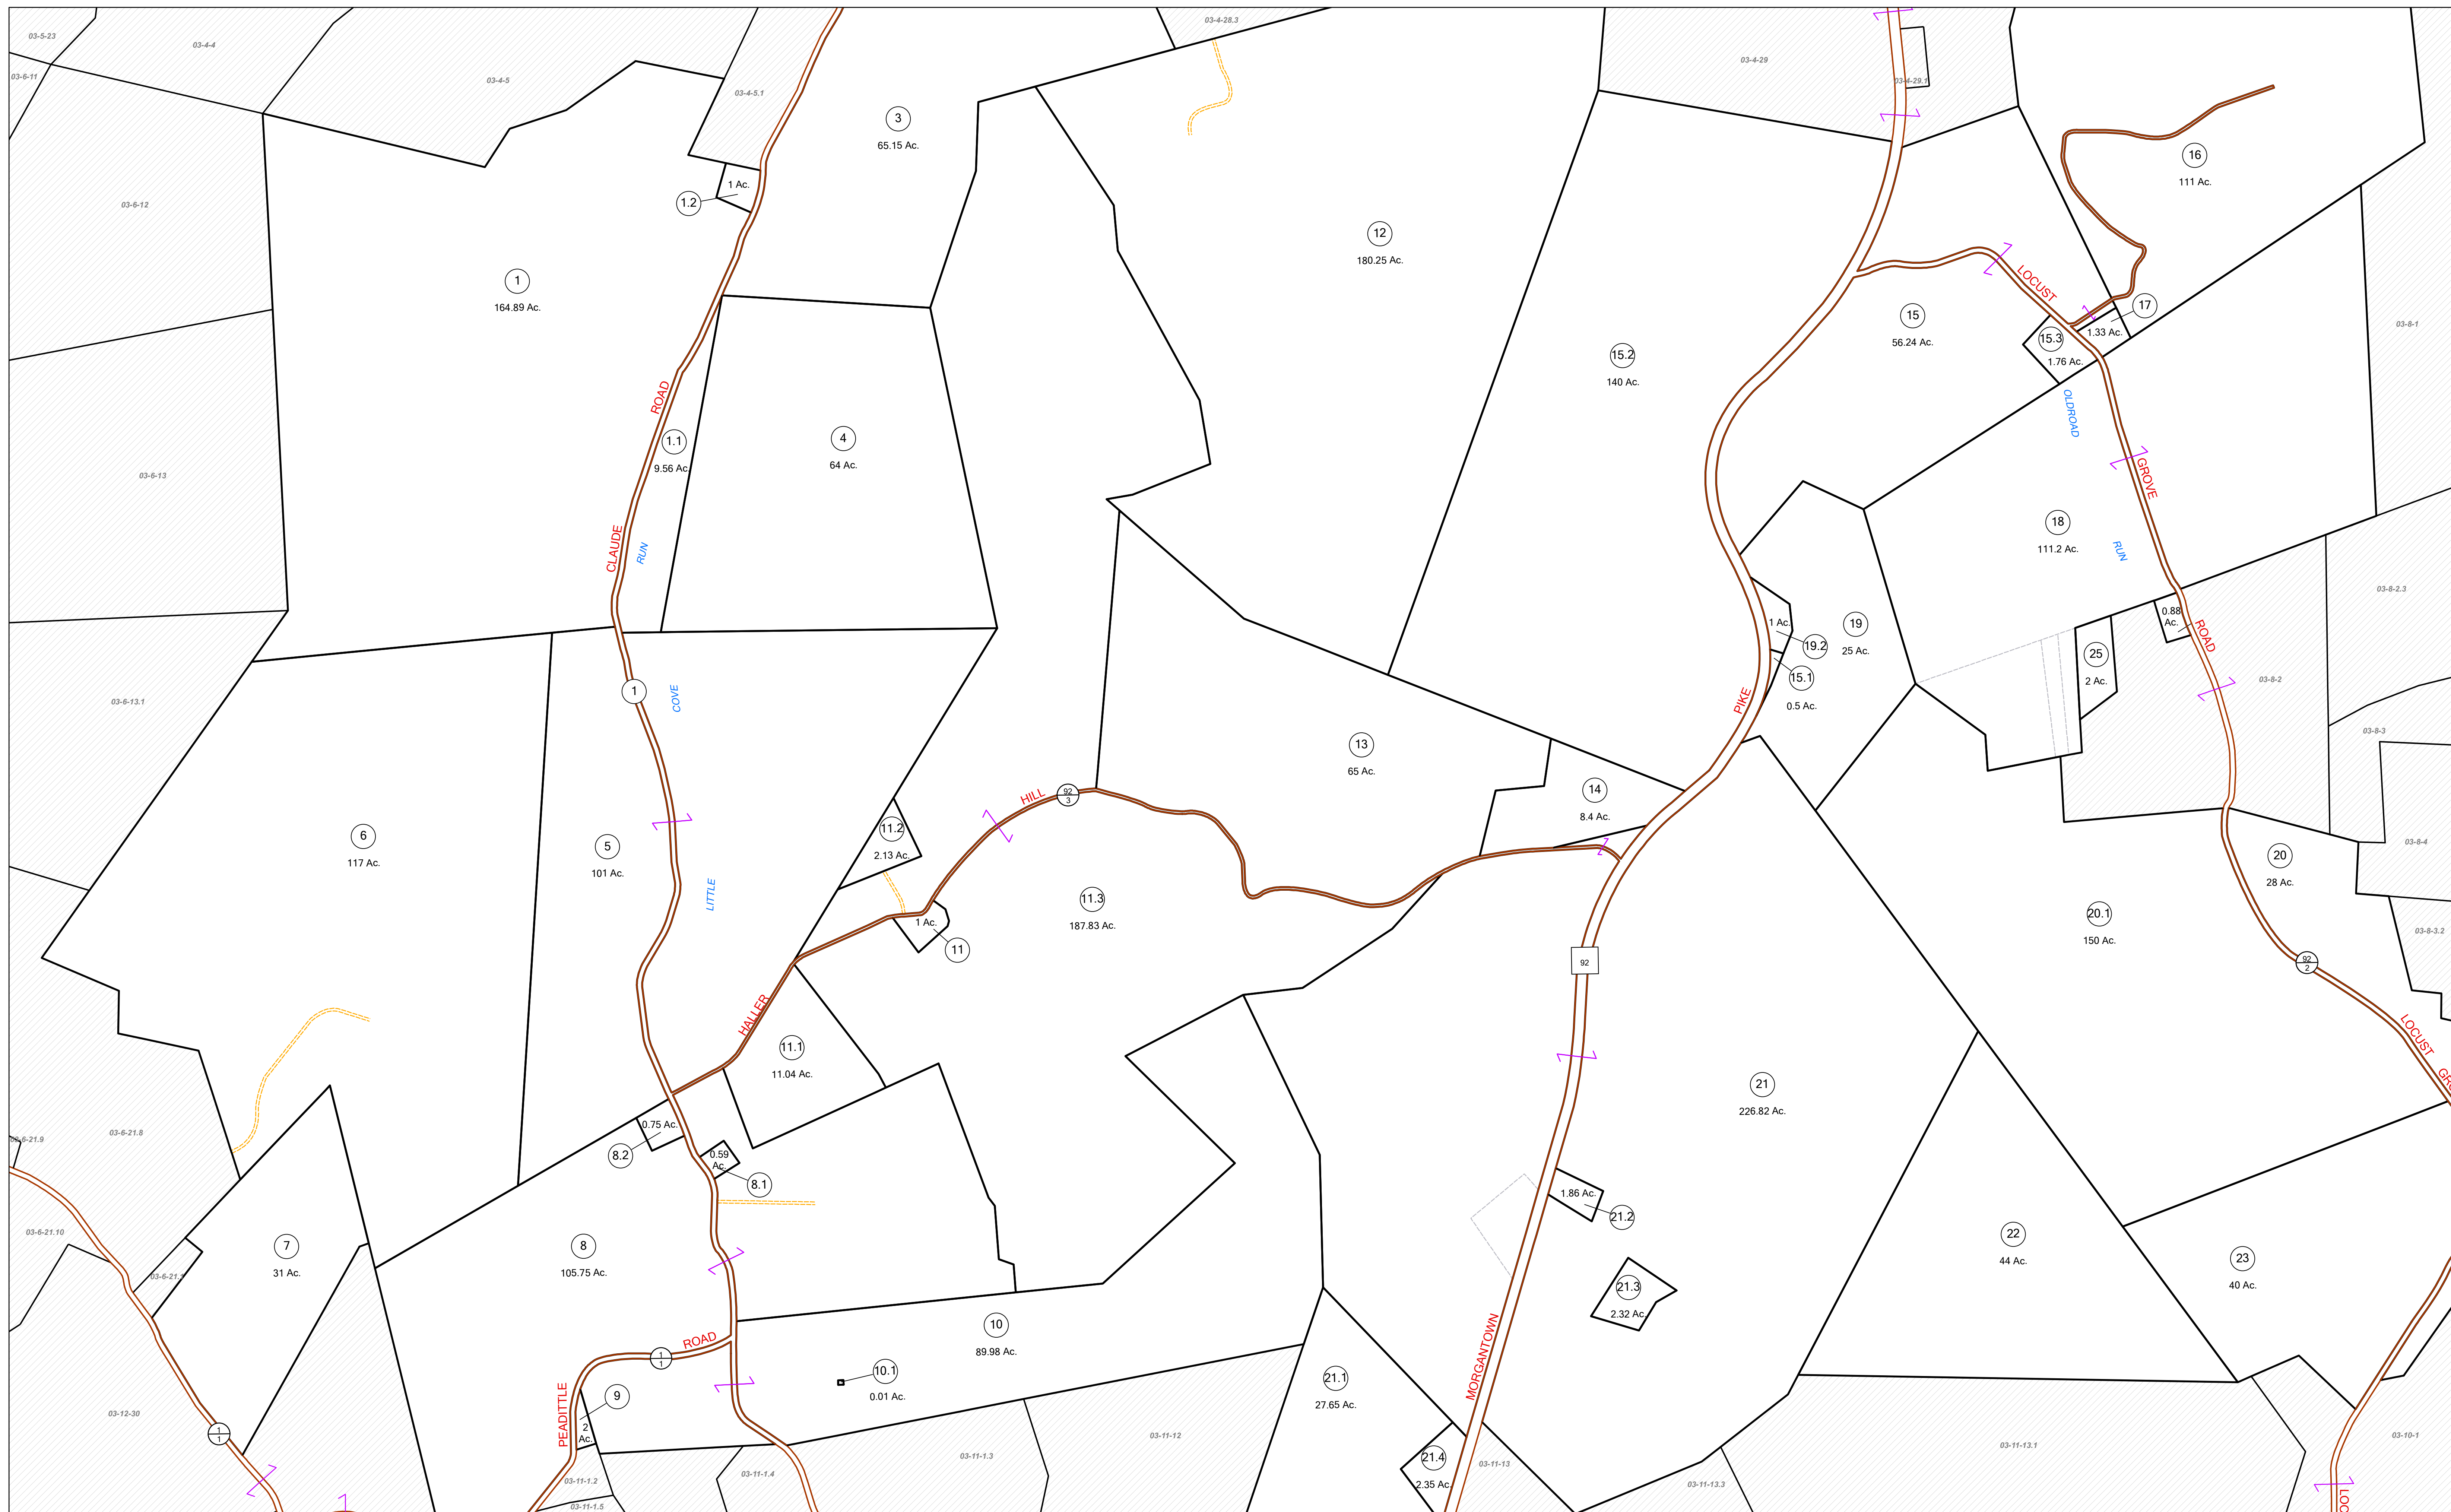 03-4-28.3
03-5-23
03-4-4
03-6-11
03-4-5
03-4-5.1
03-4-29
03-4-29.1
3
65.15 Ac.
16
111 Ac.
1 Ac.
1.2
03-6-12
12
180.25 Ac.
1
164.89 Ac.
LOCUST
17
1.33 Ac.
15
56.24 Ac.
15.3
1.76 Ac.
03-8-1
15.2
140 Ac.
ROAD
OLDROAD
1.1
9.56 Ac.
4
64 Ac.
03-6-13
GROVE
18
111.2 Ac.
CLAUDE
RUN
RUN
03-8-2.3
0.88
Ac.
1 Ac.
19.2
19
25 Ac.
ROAD
25
2 Ac.
15.1
0.5 Ac.
03-8-2
1
COVE
PIKE
03-6-13.1
03-8-3
13
65 Ac.
HILL
92
3
14
8.4 Ac.
11.2
2.13 Ac.
6
117 Ac.
5
101 Ac.
03-8-4
20
28 Ac.
LITTLE
11.3
187.83 Ac.
1 Ac.
11
20.1
150 Ac.
03-8-3.2
92
92
2
HALLER
LOCUST
11.1
11.04 Ac.
21
226.82 Ac.
03-6-21.9
03-6-21.8
0.75 Ac.
8.2
0.59
Ac.
8.1
1.86 Ac.
21.2
03-6-21.10
7
31 Ac.
8
105.75 Ac.
22
44 Ac.
23
40 Ac.
21.3
2.32 Ac.
10
89.98 Ac.
ROAD
1
1
10.1
0.01 Ac.
MORGANTOWN
21.1
27.65 Ac.
PEADITTLE
9
2
Ac.
03-12-30
1
1
03-11-12
03-11-1.3
03-11-1.4
03-11-1.2
03-11-1.5
21.4
2.35 Ac.
03-11-13
03-11-13.3
03-11-13.1
03-10-1